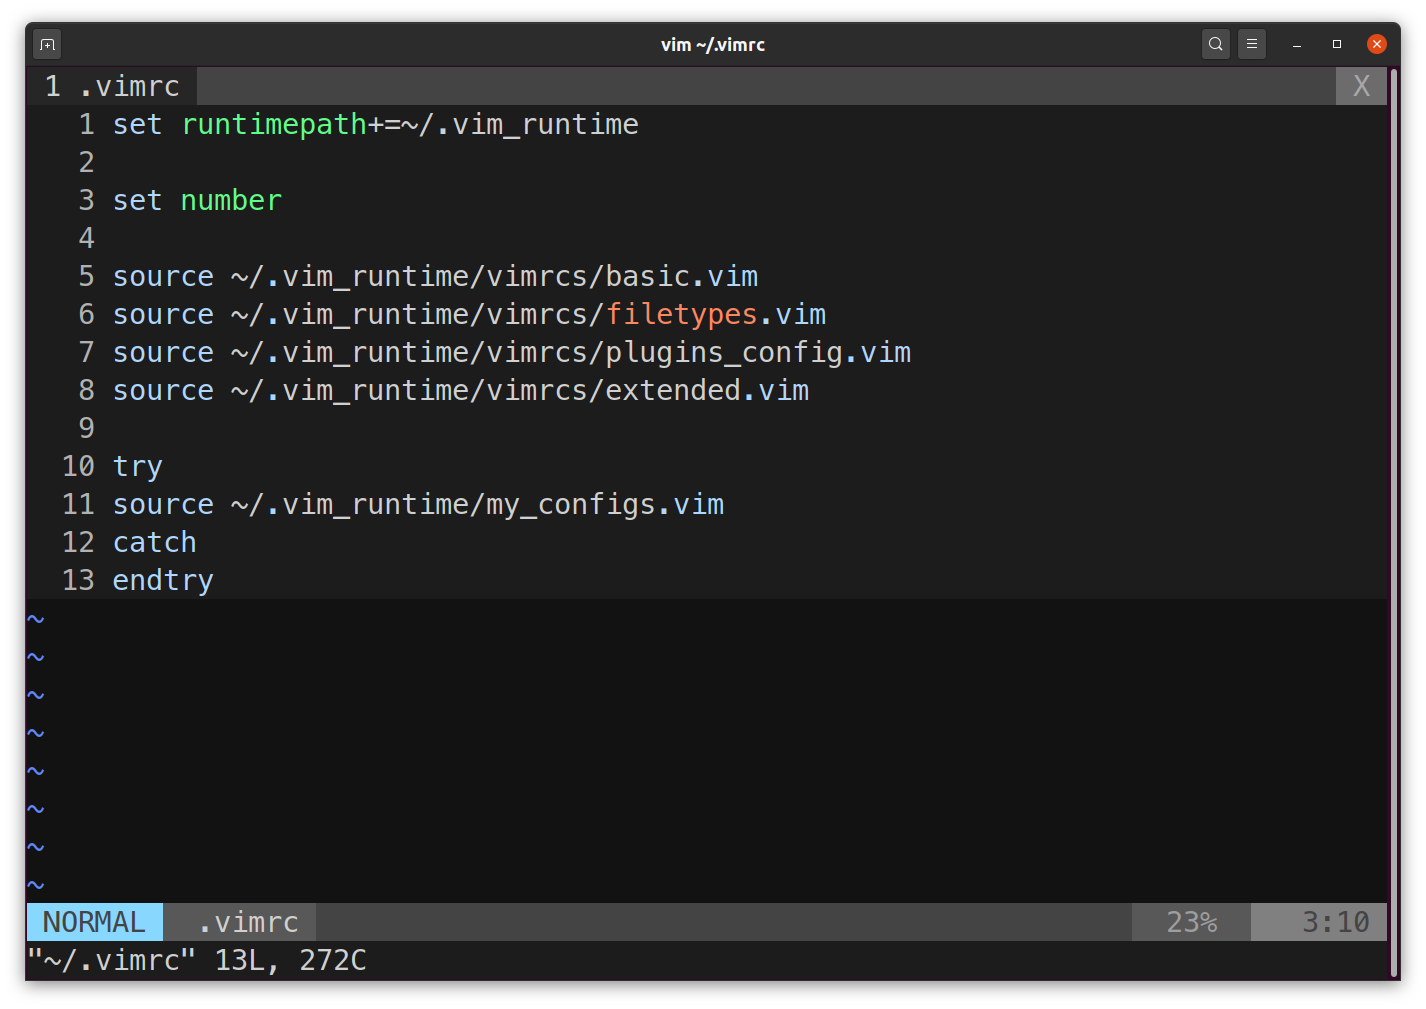 vim ~/.vimrc
1 .vimrc X
1 set runtimepath+=~/.vim_runtime
2
3 set number
4
5 source ~/.vim_runtime/vimrcs/basic.vim
6 source ~/.vim_runtime/vimrcs/filetypes.vim
7 source ~/.vim_runtime/vimrcs/plugins_config.vim
8 source ~/.vim_runtime/vimrcs/extended.vim
9
10 try
11 source ~/.vim_runtime/my_configs.vim
12 catch
13 endtry
~
~
~
~
~
~
~
~
NORMAL .vimrc 23% 3:10
"~/.vimrc" 13L, 272C